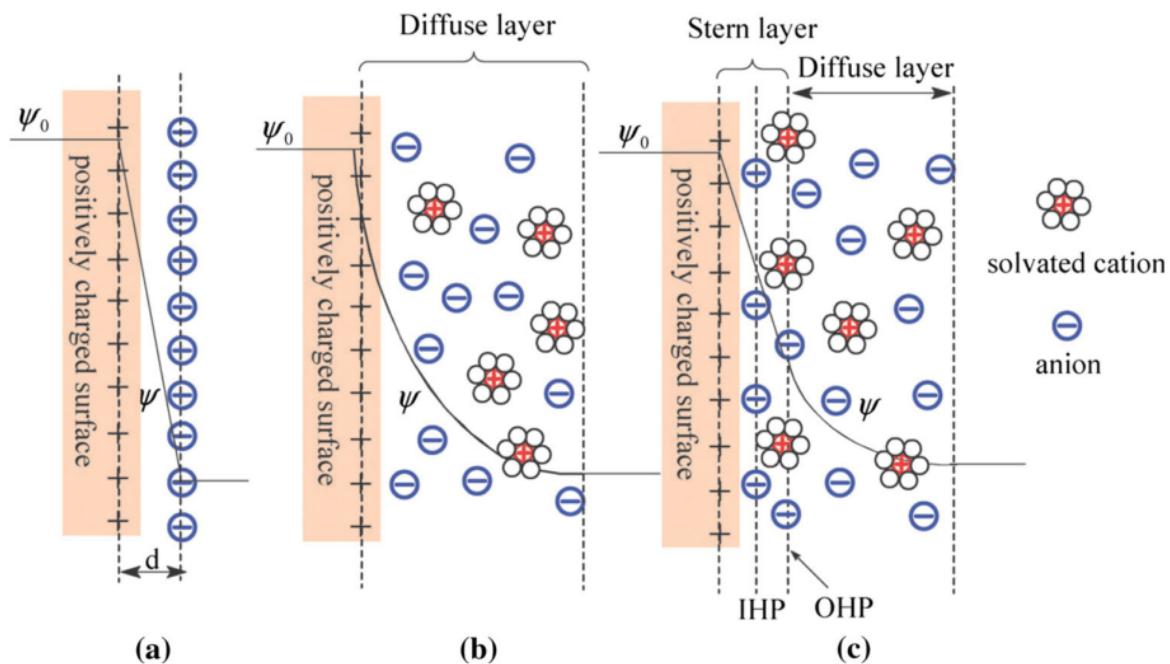 Diffuse layer
Stern layer
Diffuse layer
ψ0
ψ0
ψ0
positively charged surface
positively charged surface
positively charged surface
solvated cation
anion
ψ
ψ
ψ
d
IHP
OHP
(a)
(b)
(c)